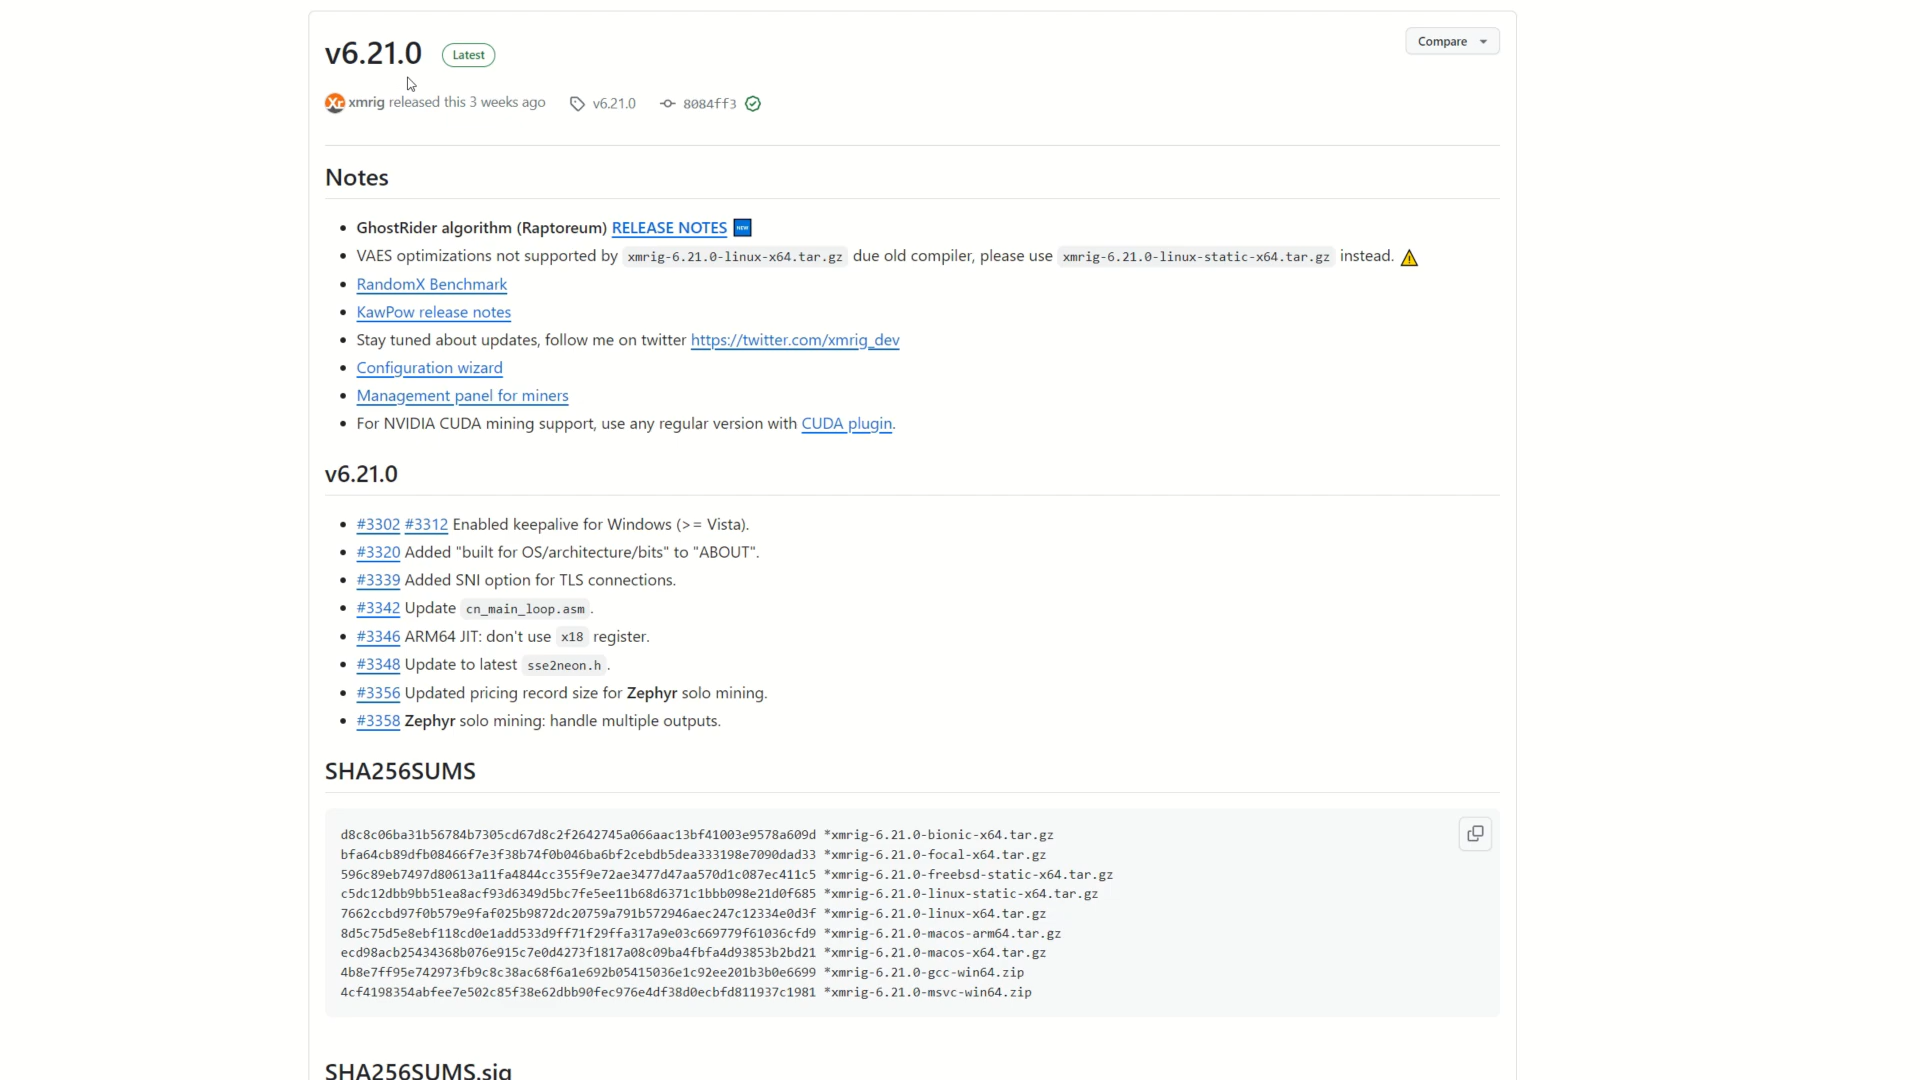 v6.21.0 Latest
Compare
xmrig released this 3 weeks ago v6.21.0 8084ff3
Notes
GhostRider algorithm (Raptoreum) RELEASE NOTES NEW
VAES optimizations not supported by xmrig-6.21.0-linux-x64.tar.gz due old compiler, please use xmrig-6.21.0-linux-static-x64.tar.gz instead.
RandomX Benchmark
KawPow release notes
Stay tuned about updates, follow me on twitter https://twitter.com/xmrig_dev
Configuration wizard
Management panel for miners
For NVIDIA CUDA mining support, use any regular version with CUDA plugin.
v6.21.0
#3302 #3312 Enabled keepalive for Windows (>= Vista).
#3320 Added "built for OS/architecture/bits" to "ABOUT".
#3339 Added SNI option for TLS connections.
#3342 Update cn_main_loop.asm.
#3346 ARM64 JIT: don't use x18 register.
#3348 Update to latest sse2neon.h.
#3356 Updated pricing record size for Zephyr solo mining.
#3358 Zephyr solo mining: handle multiple outputs.
SHA256SUMS
d8c8c06ba31b56784b7305cd67d8c2f2642745a066aac13bf41003e9578a609d *xmrig-6.21.0-bionic-x64.tar.gz
bfa64cb89dfb08466f7e3f38b74f0b046ba6bf2cebdb5dea333198e7090dad33 *xmrig-6.21.0-focal-x64.tar.gz
596c89eb7497d80613a11fa4844cc355f9e72ae3477d47aa570d1c087ec411c5 *xmrig-6.21.0-freebsd-static-x64.tar.gz
c5dc12dbb9bb51ea8acf93d6349d5bc7fe5ee11b68d6371c1bbb098e21d0f685 *xmrig-6.21.0-linux-static-x64.tar.gz
7662ccbd97f0b579e9faf025b9872dc20759a791b572946aec247c12334e0d3f *xmrig-6.21.0-linux-x64.tar.gz
8d5c75d5e8ebf118cd0e1add533d9ff71f29ffa317a9e03c669779f61036cfd9 *xmrig-6.21.0-macos-arm64.tar.gz
ecd98acb25434368b076e915c7e0d4273f1817a08c09ba4fbfa4d93853b2bd21 *xmrig-6.21.0-macos-x64.tar.gz
4b8e7ff95e742973fb9c8c38ac68f6a1e692b05415036e1c92ee201b3b0e6699 *xmrig-6.21.0-gcc-win64.zip
4cf4198354abfee7e502c85f38e62dbb90fec976e4df38d0ecbfd811937c1981 *xmrig-6.21.0-msvc-win64.zip
SHA256SUMS.sig